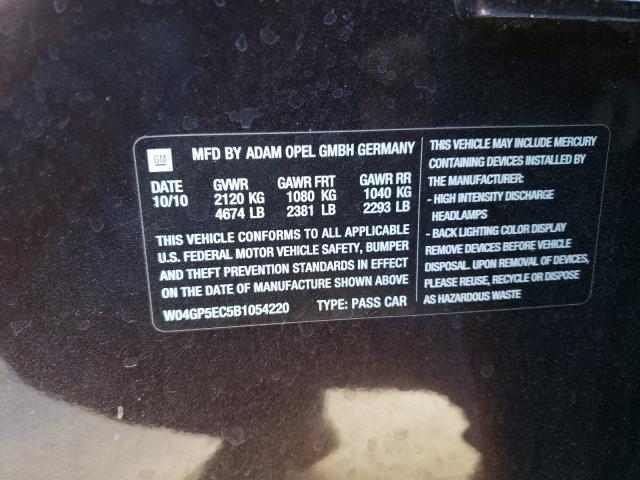 GM
MFD BY ADAM OPEL GMBH GERMANY
DATE GVWR GAWR FRT GAWR RR
10/10 2120 KG 1080 KG 1040 KG
4674 LB 2381 LB 2293 LB
THIS VEHICLE CONFORMS TO ALL APPLICABLE
U.S. FEDERAL MOTOR VEHICLE SAFETY, BUMPER
AND THEFT PREVENTION STANDARDS IN EFFECT
ON THE DATE OF MANUFACTURE SHOWN ABOVE
W04GP5EC5B1054220 TYPE: PASS CAR
THIS VEHICLE MAY INCLUDE MERCURY
CONTAINING DEVICES INSTALLED BY
THE MANUFACTURER:
- HIGH INTENSITY DISCHARGE
HEADLAMPS
- BACK LIGHTING COLOR DISPLAY
REMOVE DEVICES BEFORE VEHICLE
DISPOSAL. UPON REMOVAL OF DEVICES,
PLEASE REUSE, RECYCLE OR DISPOSE
AS HAZARDOUS WASTE